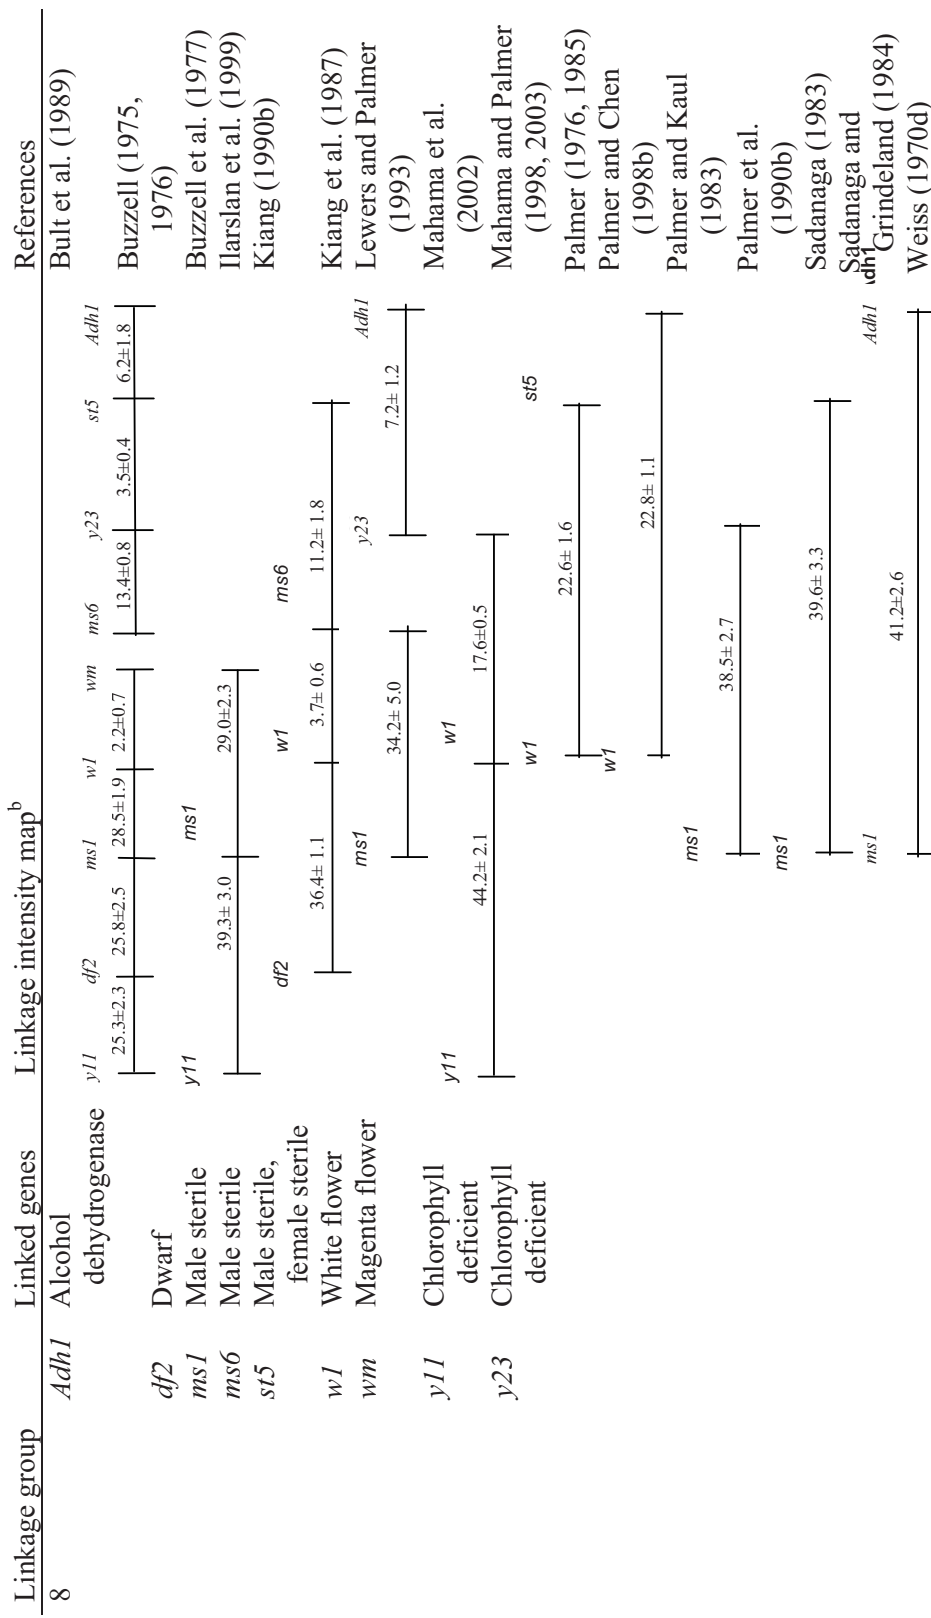 Linkage group Linked genes Linkage intensity map^b References
8 Adh1 Alcohol dehydrogenase Bult et al. (1989)
y11 df2 ms1 w1 wm ms6 y23 st5 Adh1
25.3±2.3 25.8±2.5 28.5±1.9 2.2±0.7 13.4±0.8 3.5±0.4 6.2±1.8
Buzzell (1975,
1976)
df2 Dwarf
ms1 Male sterile
Buzzell et al. (1977)
y11 ms1
ms6 Male sterile
Ilarslan et al. (1999)
39.3± 3.0 29.0±2.3
st5 Male sterile,
female sterile
Kiang (1990b)
df2 w1 ms6
w1 White flower
Kiang et al. (1987)
36.4± 1.1 3.7± 0.6 11.2± 1.8
wm Magenta flower
Lewers and Palmer
(1993)
ms1 y23 Adh1
34.2± 5.0 7.2± 1.2
y11 Chlorophyll
deficient
Mahama et al.
(2002)
y11 w1
y23 Chlorophyll
deficient
Mahama and Palmer
(1998, 2003)
44.2± 2.1 17.6±0.5
w1 st5
22.6± 1.6
Palmer (1976, 1985)
Palmer and Chen
(1998b)
w1
22.8± 1.1
Palmer and Kaul
(1983)
ms1
38.5± 2.7
Palmer et al.
(1990b)
ms1
39.6± 3.3
Sadanaga (1983)
Sadanaga and
Grindeland (1984)
Adh1
ms1 Adh1
41.2±2.6
Weiss (1970d)